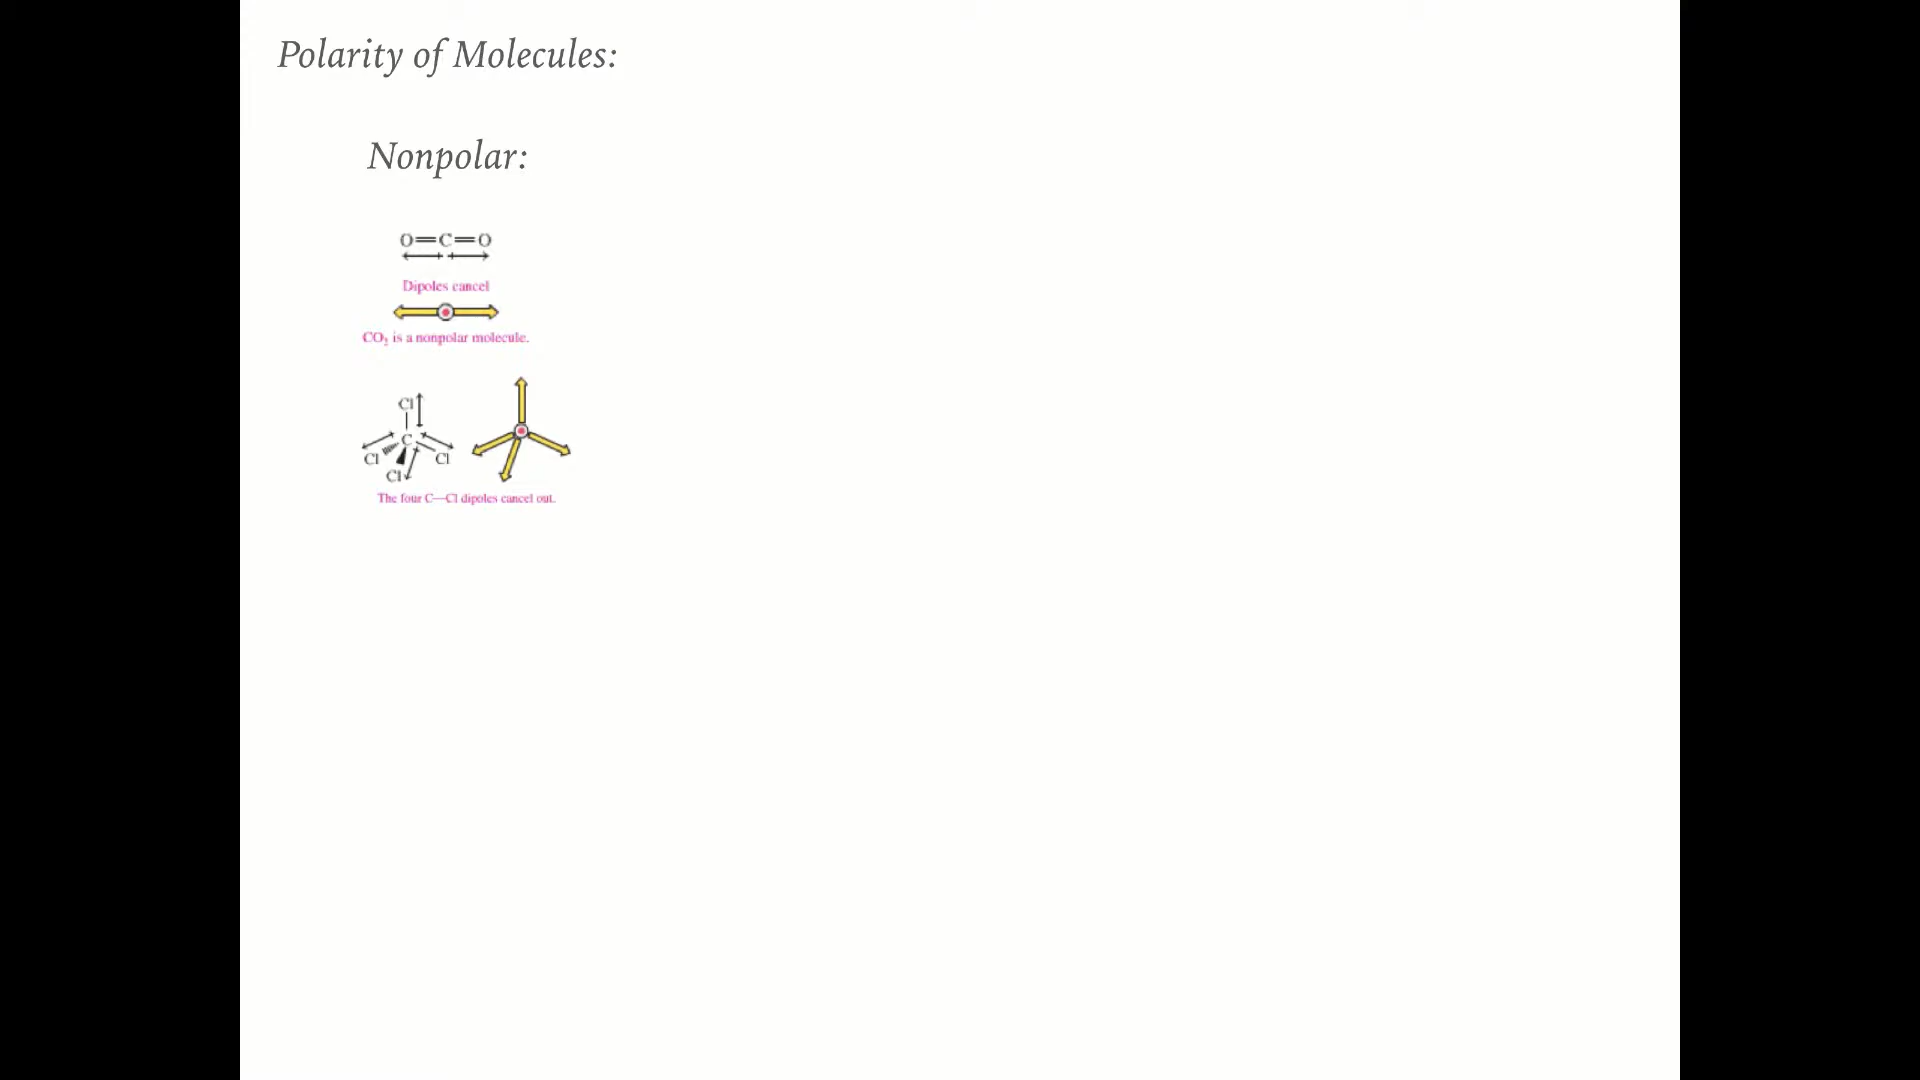 Polarity of Molecules:
Nonpolar:
O=C=O
Dipoles cancel
CO₂ is a nonpolar molecule.
Cl
C
Cl Cl
Cl
The four C—Cl dipoles cancel out.